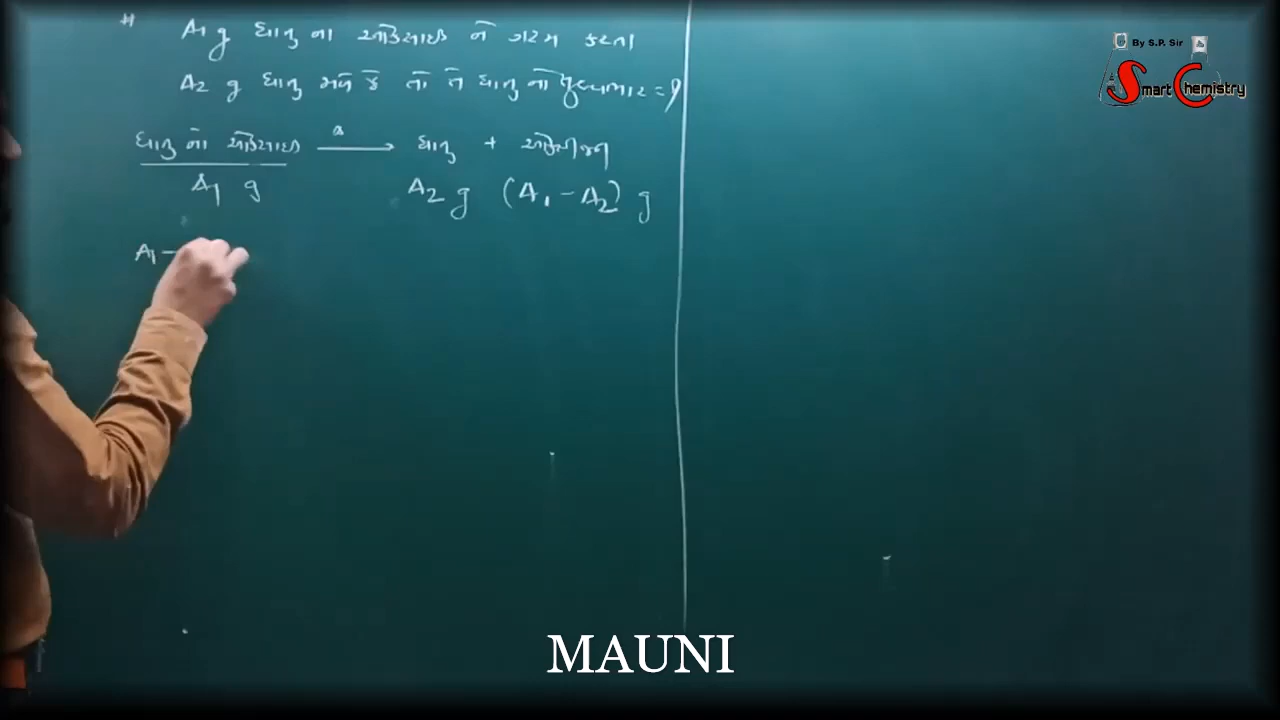 # A1 g ધાતુ ના ઓક્સાઇડ ને ગરમ કરતા
A2 g ધાતુ મળે છે તો તે ધાતુ નો તુલ્યભાર = ?
ધાતુ નો ઓક્સાઇડ → ધાતુ + ઓક્સીજન
A1 g A2 g (A1 - A2) g
A1 -
By S.P. Sir
Smart Chemistry
MAUNI